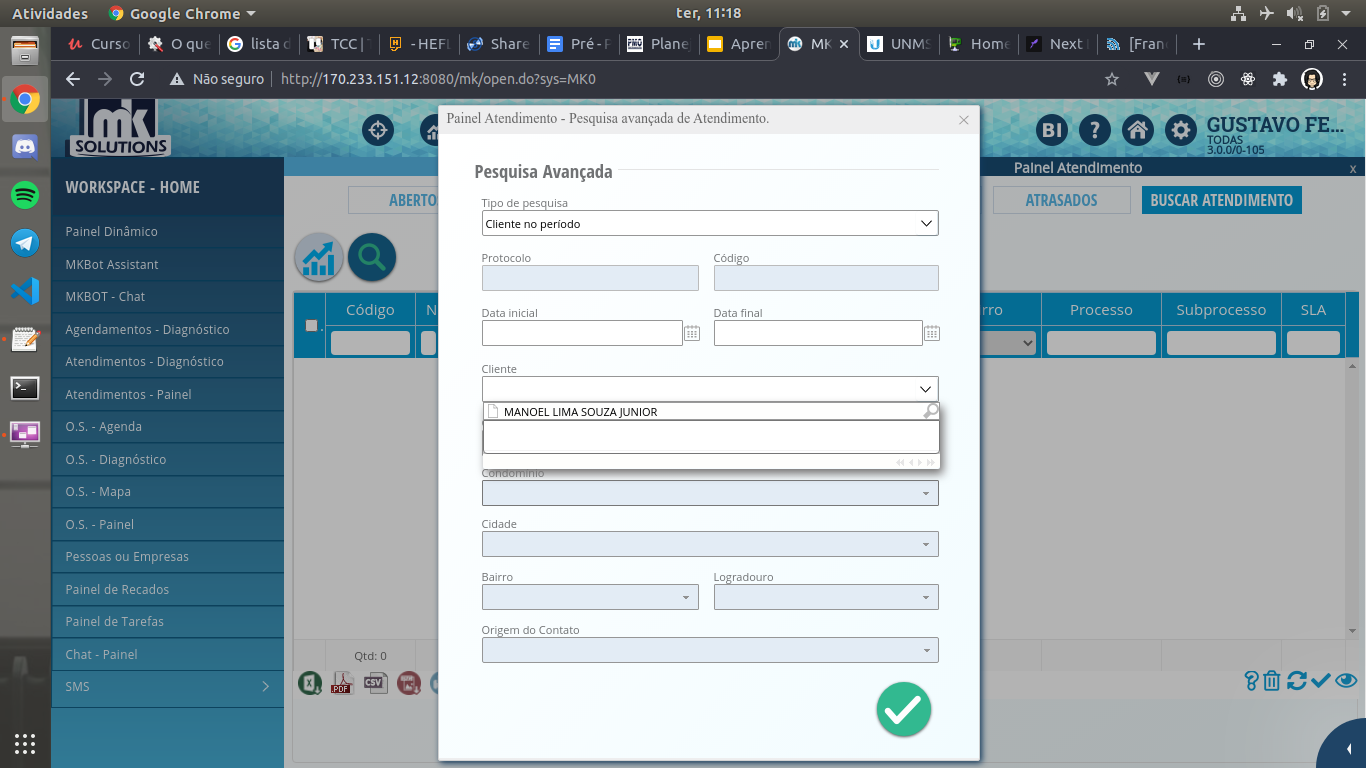 Atividades
Google Chrome
ter, 11:18
Curso
O que
lista d
TCC | T
- HEFL
Share
Pré - P
Planej
Apren
MK
UNMS
Home
Next
[Fran
Não seguro
http://170.233.151.12:8080/mk/open.do?sys=MK0
mk
SOLUTIONS
BI
?
GUSTAVO FE...
TODAS
3.0.0/0-105
WORKSPACE - HOME
Painel Dinâmico
MKBot Assistant
MKBOT - Chat
Agendamentos - Diagnóstico
Atendimentos - Diagnóstico
Atendimentos - Painel
O.S. - Agenda
O.S. - Diagnóstico
O.S. - Mapa
O.S. - Painel
Pessoas ou Empresas
Painel de Recados
Painel de Tarefas
Chat - Painel
SMS
Painel Atendimento
x
ABERTO
ATRASADOS
BUSCAR ATENDIMENTO
Código
N
rro
Processo
Subprocesso
SLA
Qtd: 0
PDF
CSV
Painel Atendimento - Pesquisa avançada de Atendimento.
Pesquisa Avançada
Tipo de pesquisa
Cliente no período
Protocolo
Código
Data inicial
Data final
Cliente
MANOEL LIMA SOUZA JUNIOR
Condomínio
Cidade
Bairro
Logradouro
Origem do Contato